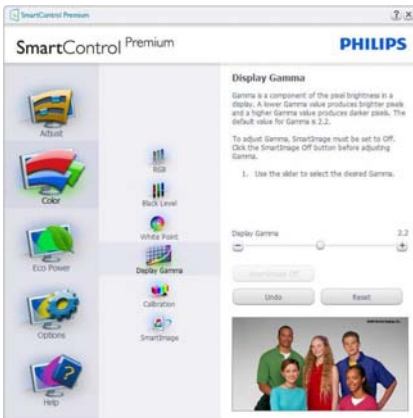 SmartControl Premium
SmartControl Premium
PHILIPS
Adjust
Color
Eco Power
Options
Help
RGB
Black Level
White Point
Display Gamma
Calibration
SmartImage
Display Gamma
Gamma is a component of the pixel brightness in a
display. A lower Gamma value produces brighter pixels
and a higher Gamma value produces darker pixels. The
default value for Gamma is 2.2.
To adjust Gamma, SmartImage must be set to Off.
Click the SmartImage Off button before adjusting
Gamma.
1. Use the slider to select the desired Gamma.
Display Gamma 2.2
SmartImage Off
Undo
Reset